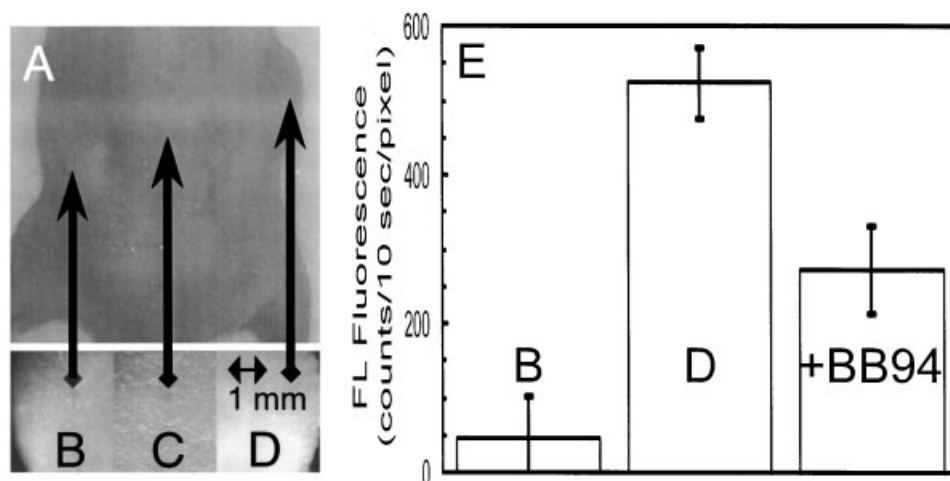 A
B
C
D
1 mm
E
FL Fluorescence
(counts/10 sec/pixel)
600
400
200
0
B
D
+BB94